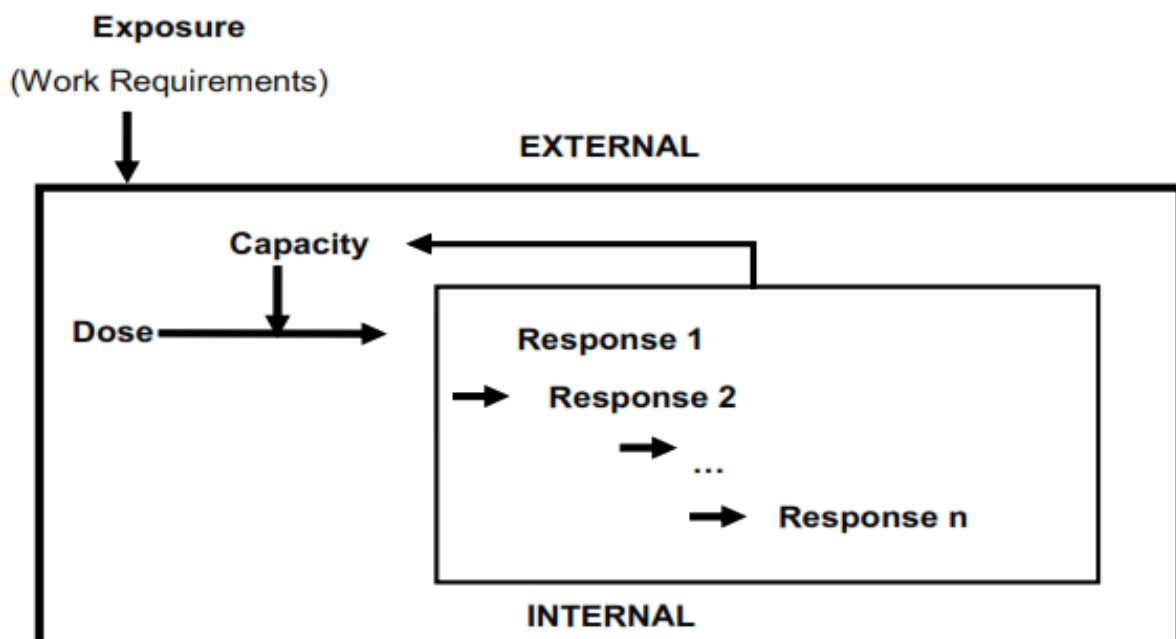 Exposure
(Work Requirements)
EXTERNAL
Capacity
Dose
Response 1
Response 2
...
Response n
INTERNAL